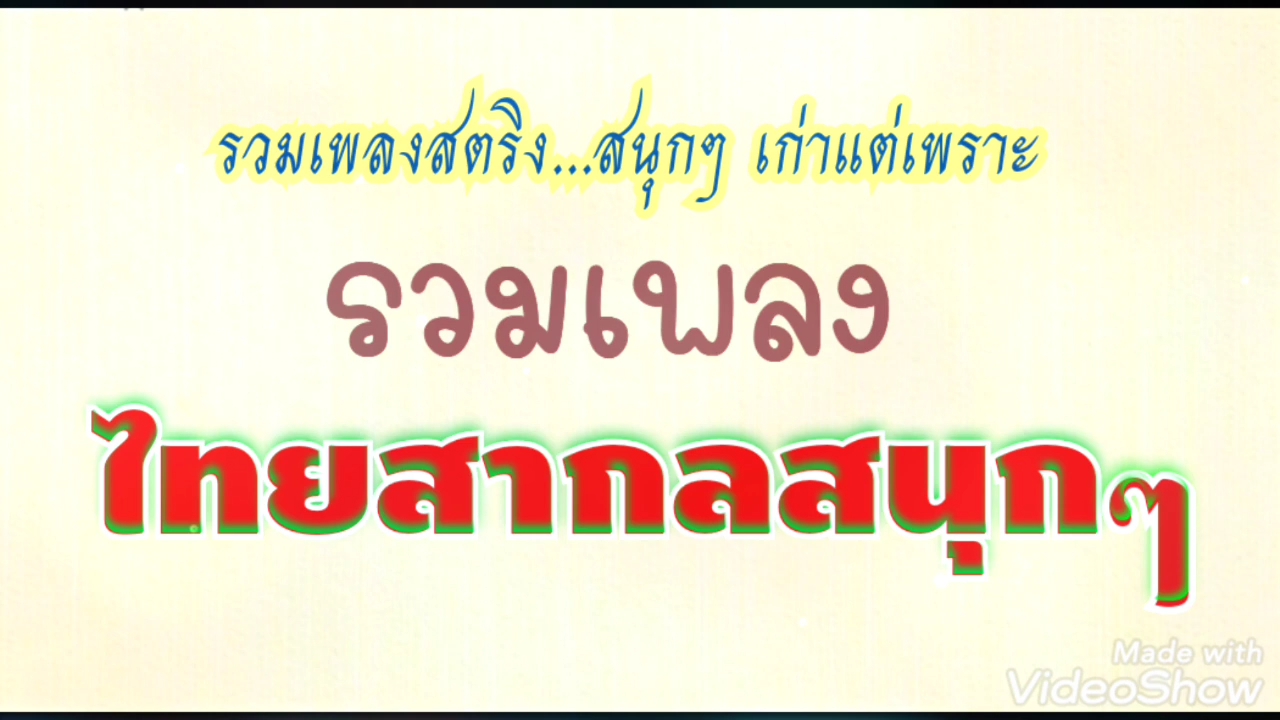 รวมเพลงสตริง...สนุกๆ เก่าแต่เพราะ
รวมเพลง
ไทยสากลสนุกๆ
Made with
VideoShow